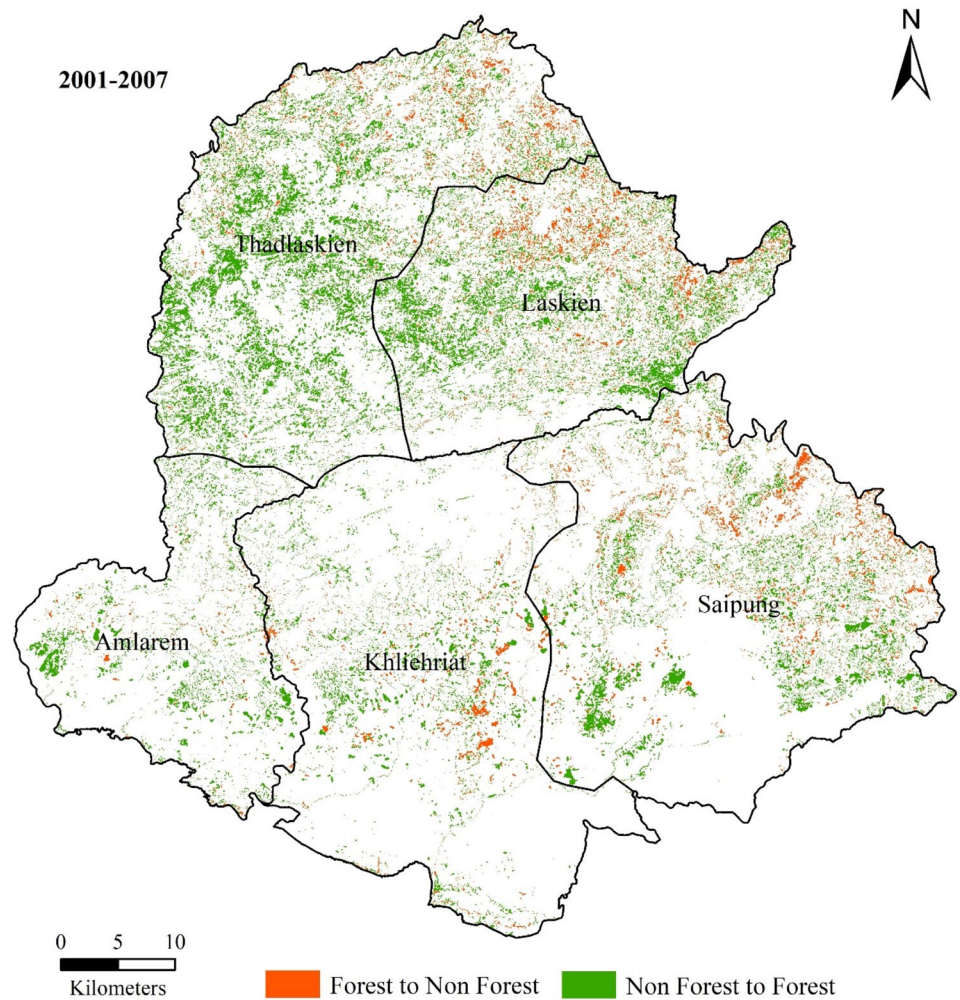 N
2001-2007
Thadlaskien
Laskien
Saipung
Amlarem
Khliehriat
0 5 10
Kilometers
Forest to Non Forest
Non Forest to Forest